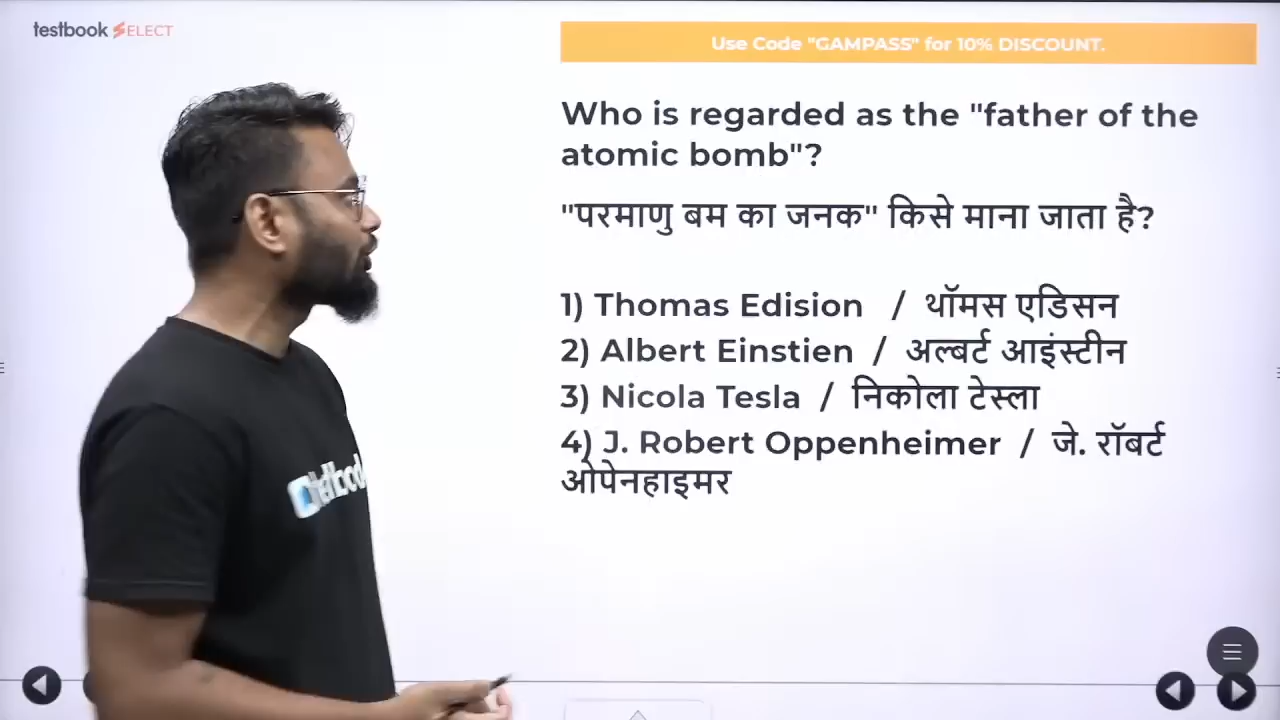 testbook SELECT
Use Code "GAMPASS" for 10% DISCOUNT.
Who is regarded as the "father of the
atomic bomb"?
"परमाणु बम का जनक" किसे माना जाता है?
1) Thomas Edision / थॉमस एडिसन
2) Albert Einstien / अल्बर्ट आइंस्टीन
3) Nicola Tesla / निकोला टेस्ला
4) J. Robert Oppenheimer / जे. रॉबर्ट
ओपेनहाइमर